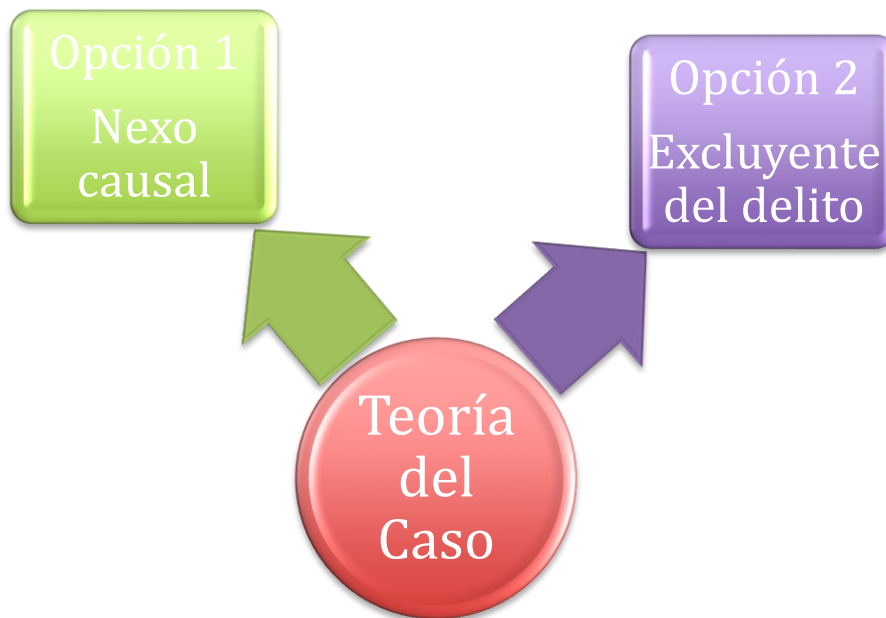 Opción 1
Nexo
causal
Opción 2
Excluyente
del delito
Teoría
del
Caso